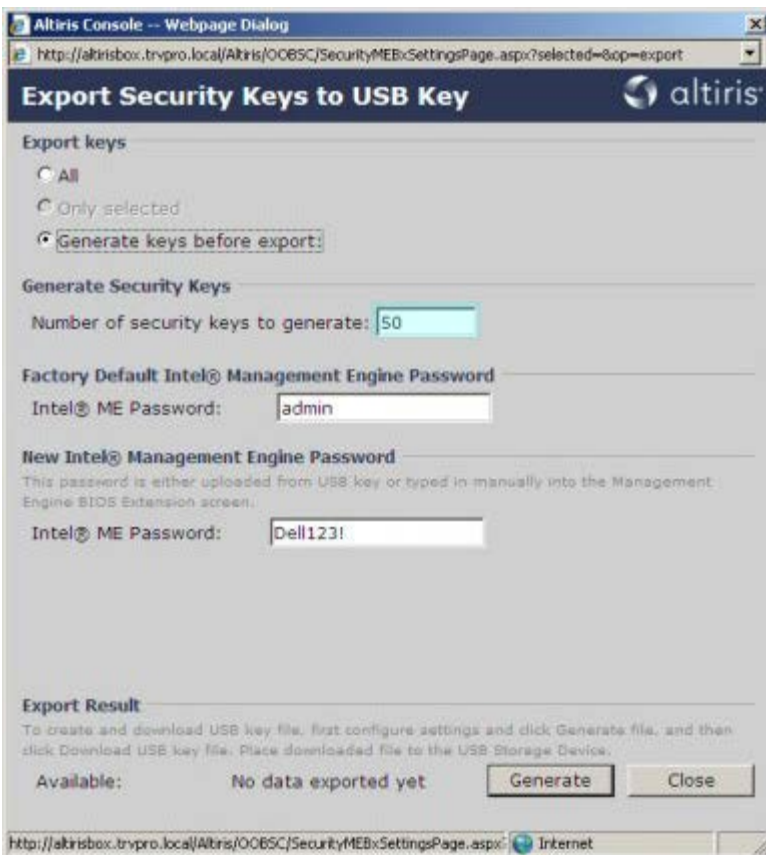 Altiris Console -- Webpage Dialog
http://altirisbox.trvpro.local/Altiris/OOBSC/SecurityMEBxSettingsPage.aspx?selected=&op=export
Export Security Keys to USB Key
altiris
Export keys
All
Only selected
Generate keys before export:
Generate Security Keys
Number of security keys to generate: 50
Factory Default Intel® Management Engine Password
Intel® ME Password: admin
New Intel® Management Engine Password
This password is either uploaded from USB key or typed in manually into the Management
Engine BIOS Extension screen.
Intel® ME Password: Dell123!
Export Result
To create and download USB key file, first configure settings and click Generate file, and then
click Download USB key file. Place downloaded file to the USB Storage Device.
Available: No data exported yet Generate Close
http://altirisbox.trvpro.local/Altiris/OOBSC/SecurityMEBxSettingsPage.aspx Internet